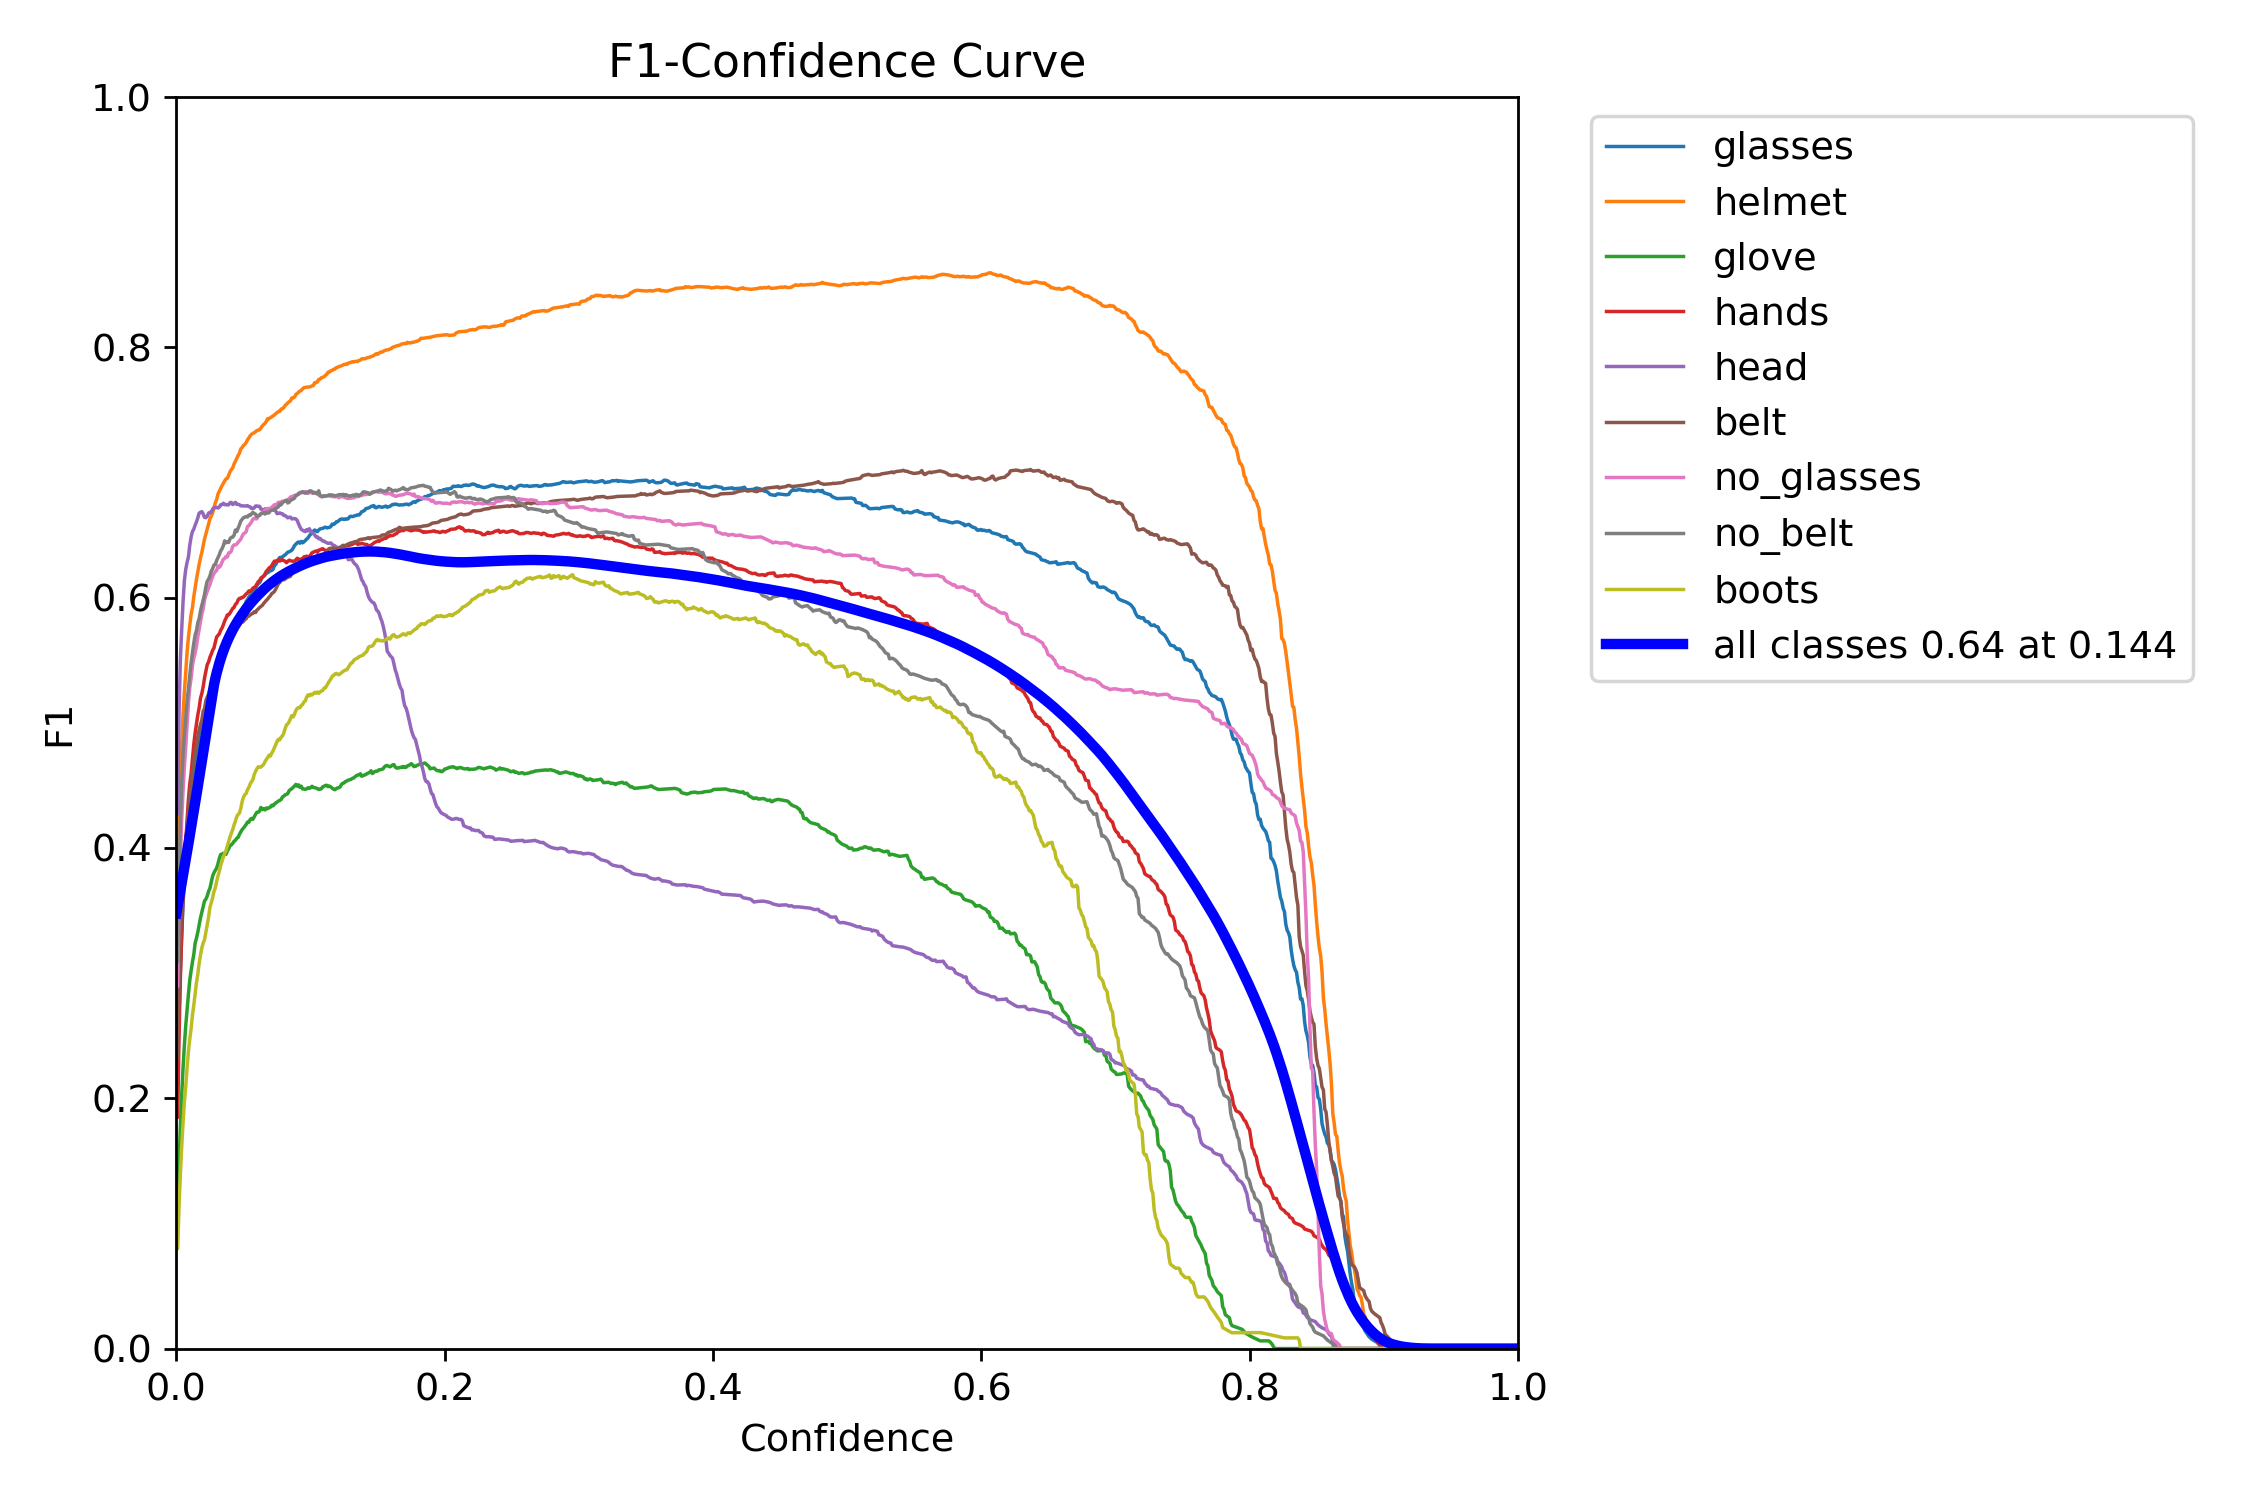 F1-Confidence Curve
1.0
0.8
0.6
0.4
0.2
0.0
F1
0.0 0.2 0.4 0.6 0.8 1.0
Confidence
glasses
helmet
glove
hands
head
belt
no_glasses
no_belt
boots
all classes 0.64 at 0.144